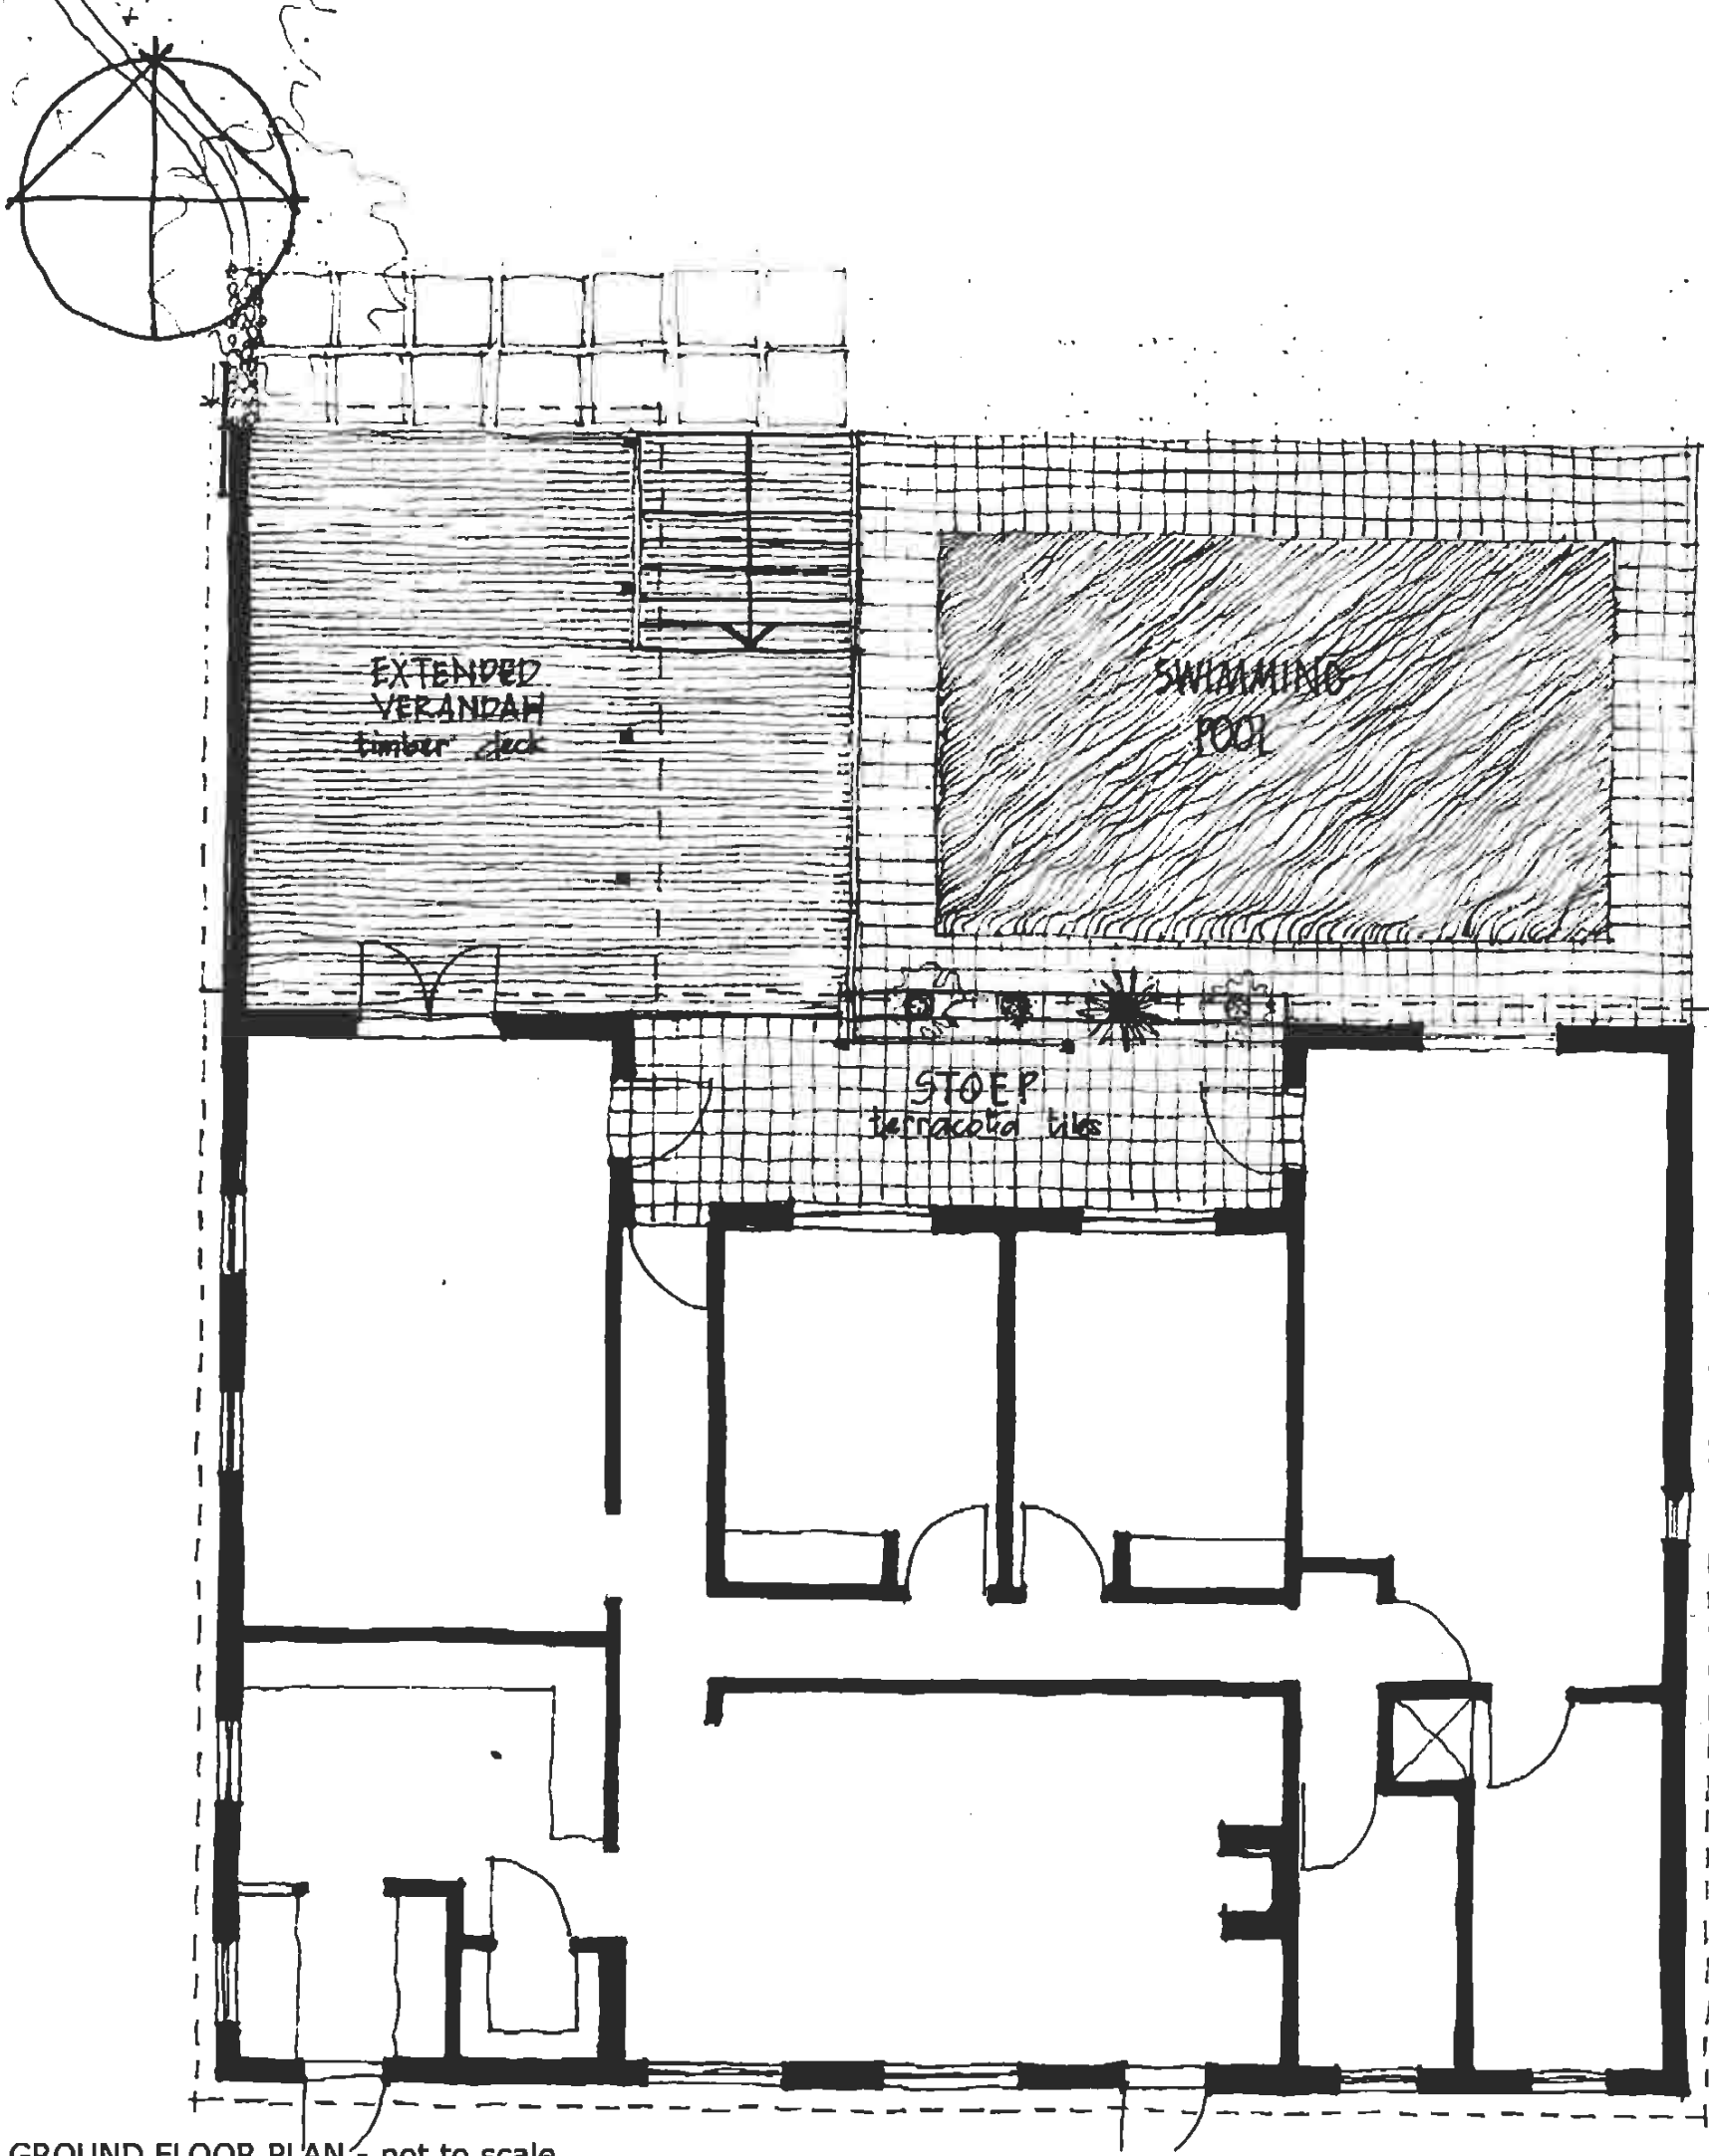 EXTENDED
VERANDAH
timber deck
SWIMMING
POOL
STOEP
terracotta tiles
GROUND FLOOR PLAN - not to scale